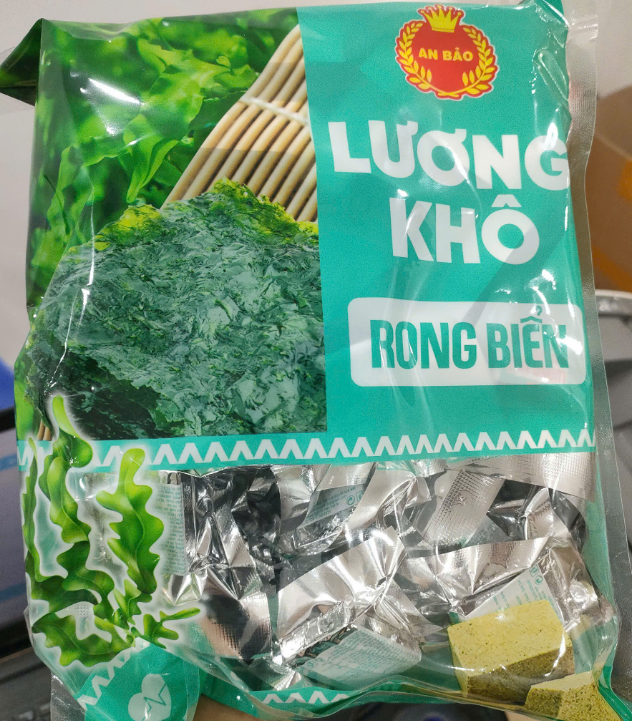 AN BẢO
LƯƠNG
KHÔ
RONG BIỂN